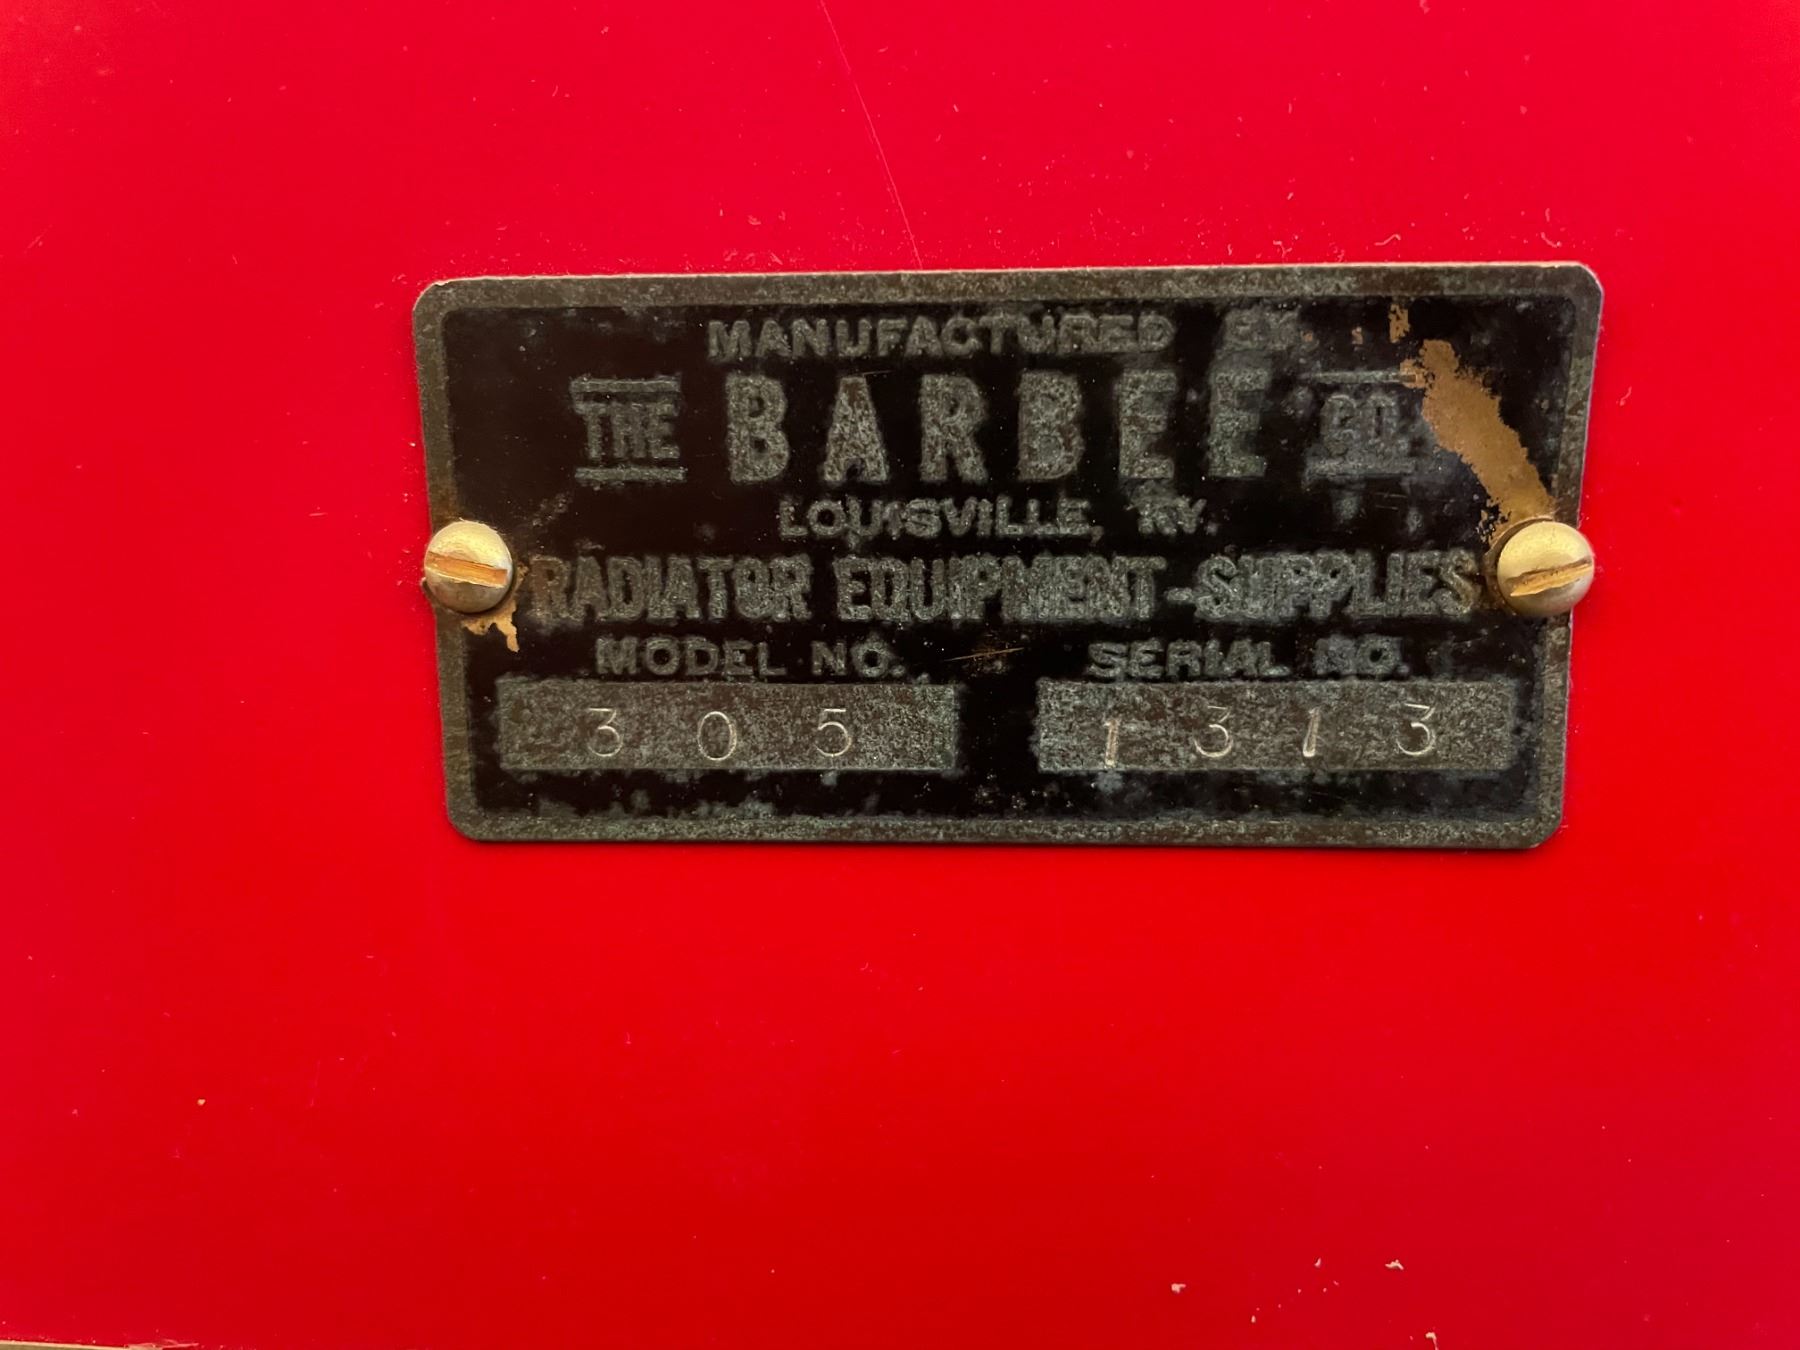 MANUFACTURED BY
THE BARBEE CO.
LOUISVILLE, KY.
RADIATOR EQUIPMENT-SUPPLIES
MODEL NO. SERIAL NO.
305 1313